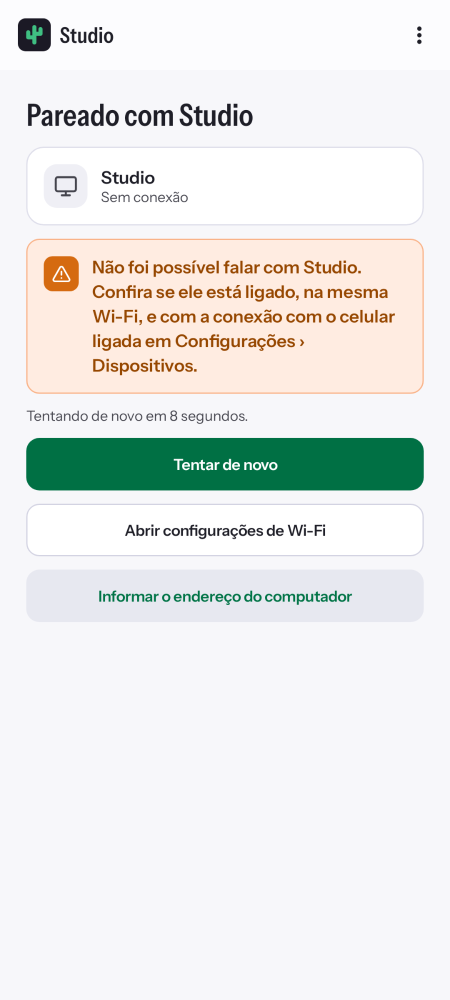 Studio
Pareado com Studio
Studio
Sem conexão
Não foi possível falar com Studio.
Confira se ele está ligado, na mesma
Wi-Fi, e com a conexão com o celular
ligada em Configurações ›
Dispositivos.
Tentando de novo em 8 segundos.
Tentar de novo
Abrir configurações de Wi-Fi
Informar o endereço do computador